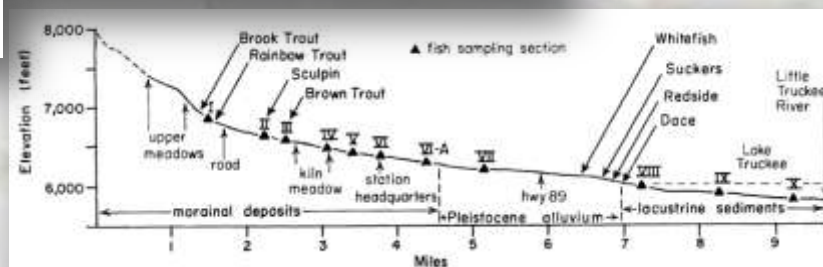 8,000
7,000
6,000
Elevation (feet)
Brook Trout
Rainbow Trout
Sculpin
Brown Trout
▲ fish sampling section
Whitefish
Suckers
Redside
Dace
Little
Truckee
River
Lake
Truckee
I
II
III
IV
V
VI
VI-A
VII
VIII
IX
X
upper
meadows
road
kiln
meadow
station
headquarters
hwy 89
morainal deposits
Pleistocene alluvium
lacustrine sediments
1 2 3 4 5 6 7 8 9
Miles